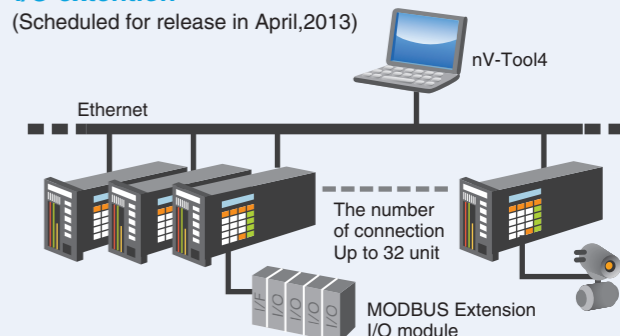 (Scheduled for release in April,2013)
nV-Tool4
Ethernet
The number
of connection
Up to 32 unit
I/F
I/O
I/O
I/O
I/O
MODBUS Extension
I/O module